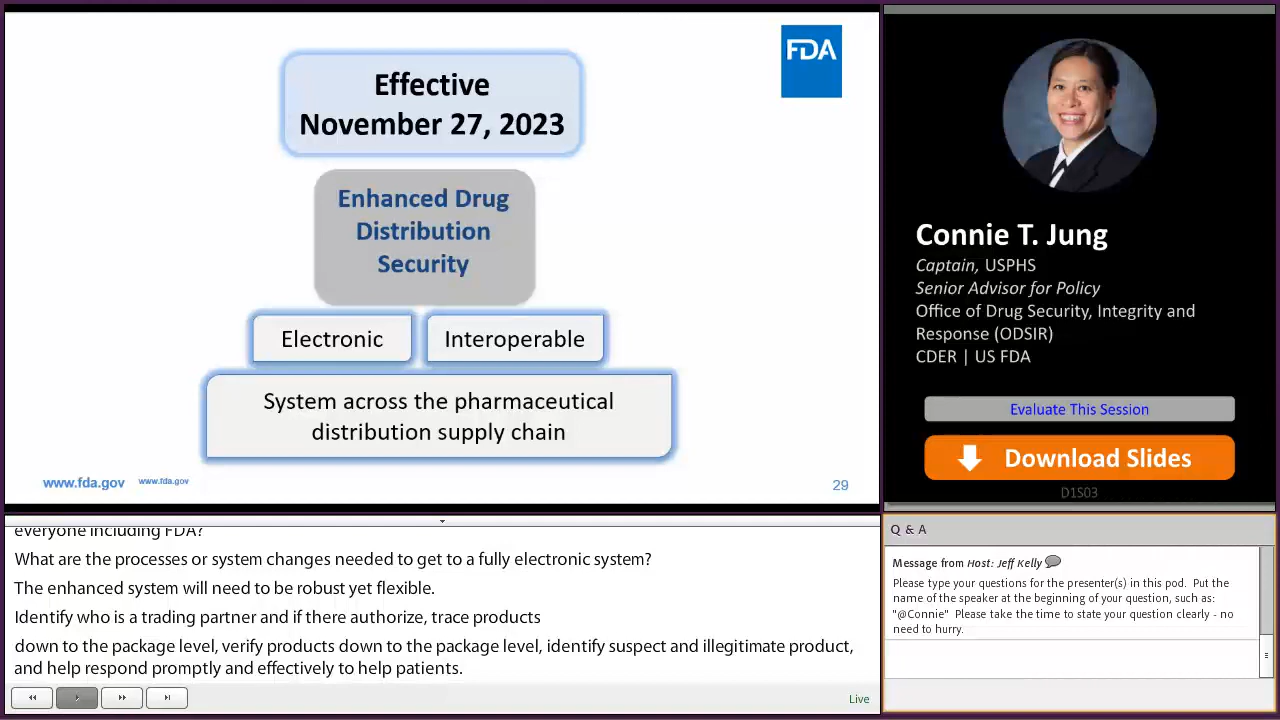 FDA
Effective
November 27, 2023
Enhanced Drug
Distribution
Security
Electronic
Interoperable
System across the pharmaceutical
distribution supply chain
www.fda.gov
www.fda.gov
29
Connie T. Jung
Captain, USPHS
Senior Advisor for Policy
Office of Drug Security, Integrity and
Response (ODSIR)
CDER | US FDA
Evaluate This Session
Download Slides
D1S03
everyone including FDA?
What are the processes or system changes needed to get to a fully electronic system?
The enhanced system will need to be robust yet flexible.
Identify who is a trading partner and if there authorize, trace products
down to the package level, verify products down to the package level, identify suspect and illegitimate product,
and help respond promptly and effectively to help patients.
Live
Q & A
Message from Host: Jeff Kelly
Please type your questions for the presenter(s) in this pod. Put the
name of the speaker at the beginning of your question, such as:
"@Connie" Please take the time to state your question clearly - no
need to hurry.